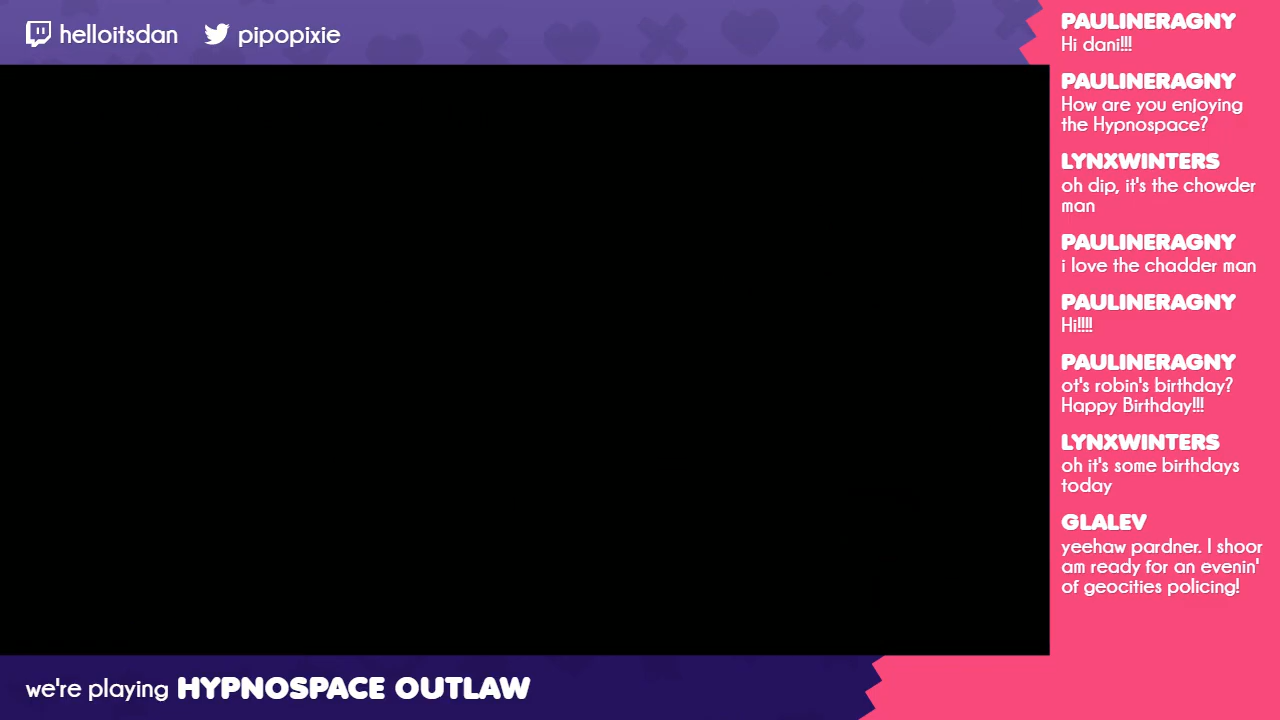 helloitsdan pipopixie
PAULINERAGNY
Hi dani!!!
PAULINERAGNY
How are you enjoying
the Hypnospace?
LYNXWINTERS
oh dip, it's the chowder
man
PAULINERAGNY
i love the chadder man
PAULINERAGNY
Hi!!!!
PAULINERAGNY
ot's robin's birthday?
Happy Birthday!!!
LYNXWINTERS
oh it's some birthdays
today
GLALEV
yeehaw pardner. I shoor
am ready for an evenin'
of geocities policing!
we're playing HYPNOSPACE OUTLAW